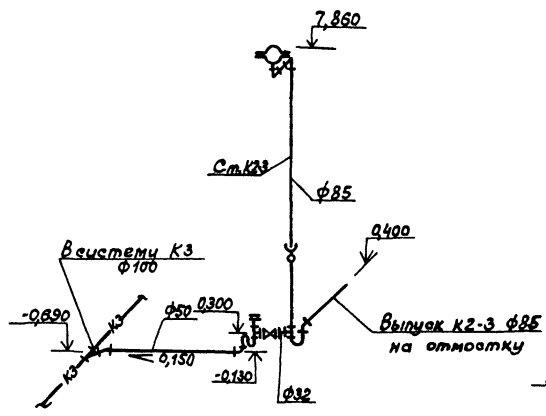 7,860
Ст.К2-3
ф85
0,400
В систему К3
ф100
-0,690
К3
ф50
0,300
Выпуск К2-3 ф85
на отмостку
0,150
-0,130
К3
ф32